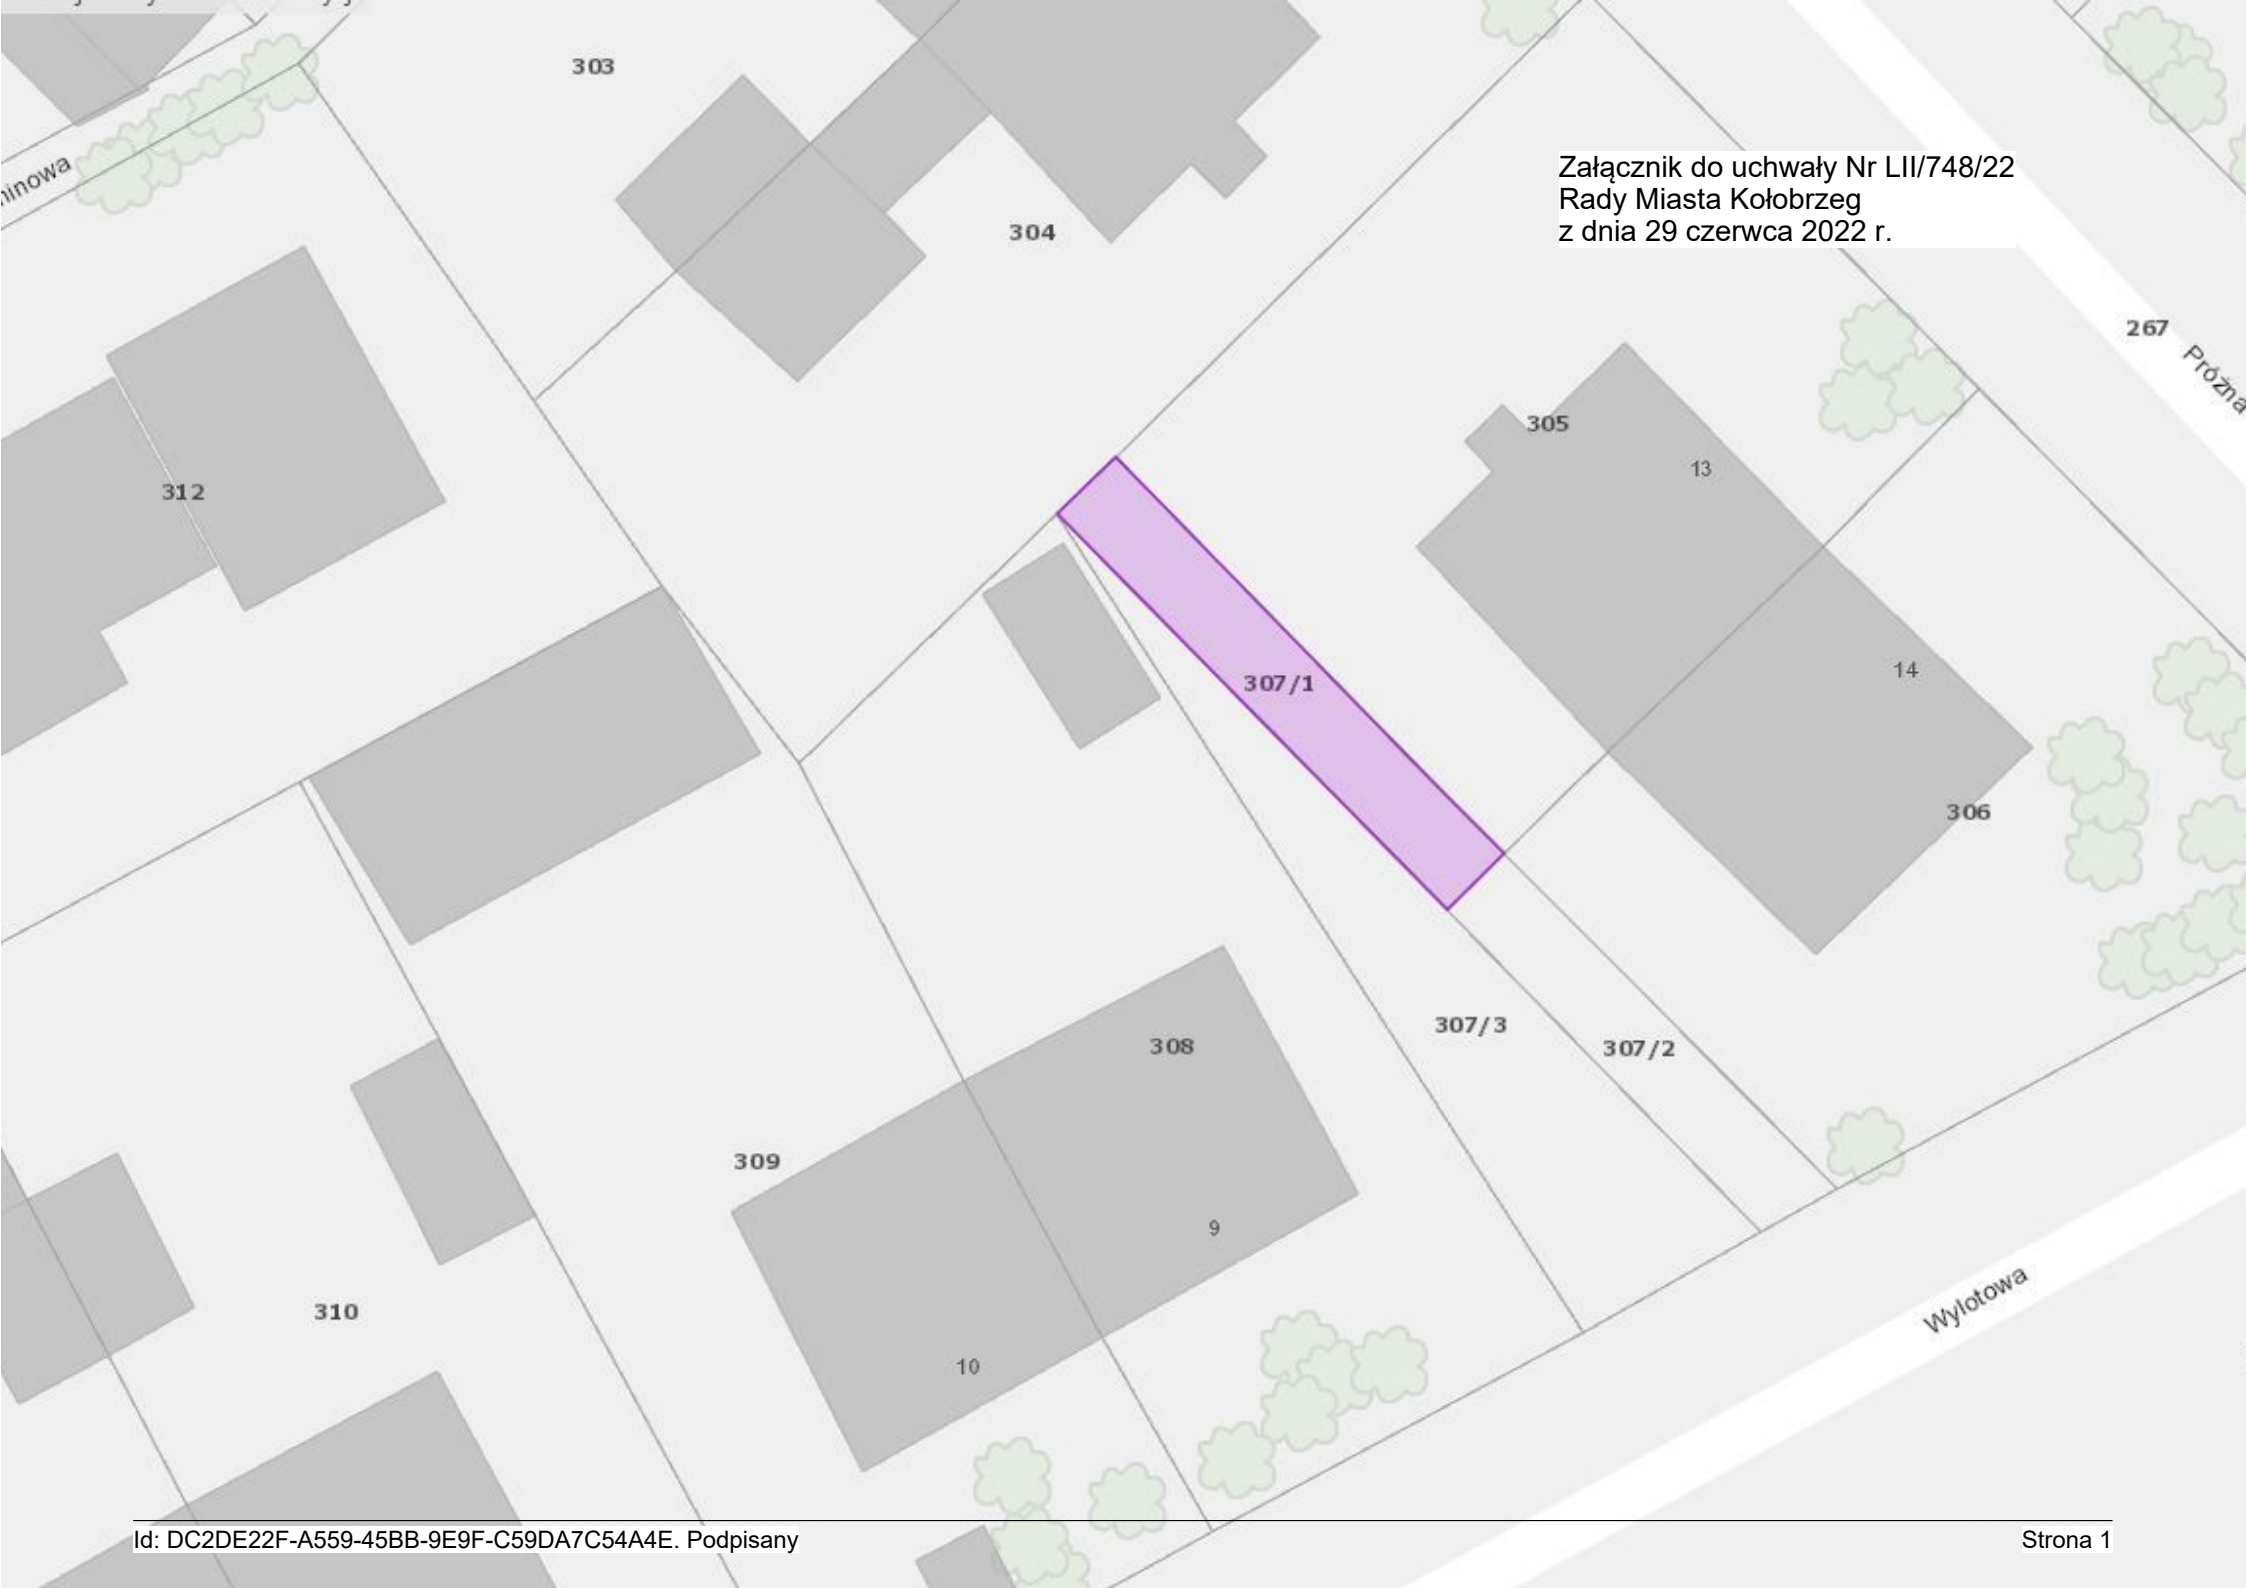 303
Załącznik do uchwały Nr LII/748/22
Rady Miasta Kołobrzeg
z dnia 29 czerwca 2022 r.
304
267
Próżna
305
13
312
307/1
14
306
307/3
307/2
308
309
9
Wylotowa
310
10
Id: DC2DE22F-A559-45BB-9E9F-C59DA7C54A4E. Podpisany
Strona 1